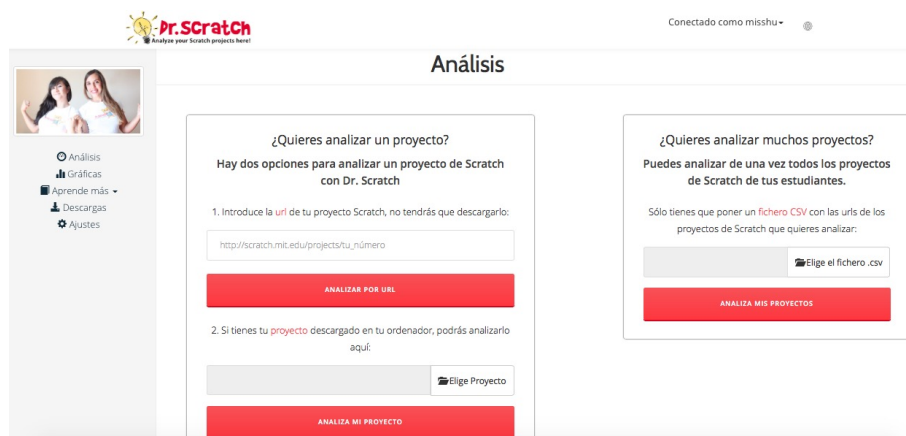 Dr.Scratch
Analyze your Scratch projects here!
Conectado como misshu
Análisis
Análisis
Gráficas
Aprende más
Descargas
Ajustes
¿Quieres analizar un proyecto?
Hay dos opciones para analizar un proyecto de Scratch
con Dr. Scratch
1. Introduce la url de tu proyecto Scratch, no tendrás que descargarlo:
http://scratch.mit.edu/projects/tu_número
ANALIZAR POR URL
2. Si tienes tu proyecto descargado en tu ordenador, podrás analizarlo
aquí:
Elige Proyecto
ANALIZA MI PROYECTO
¿Quieres analizar muchos proyectos?
Puedes analizar de una vez todos los proyectos
de Scratch de tus estudiantes.
Sólo tienes que poner un fichero CSV con las urls de los
proyectos de Scratch que quieres analizar:
Elige el fichero .csv
ANALIZA MIS PROYECTOS